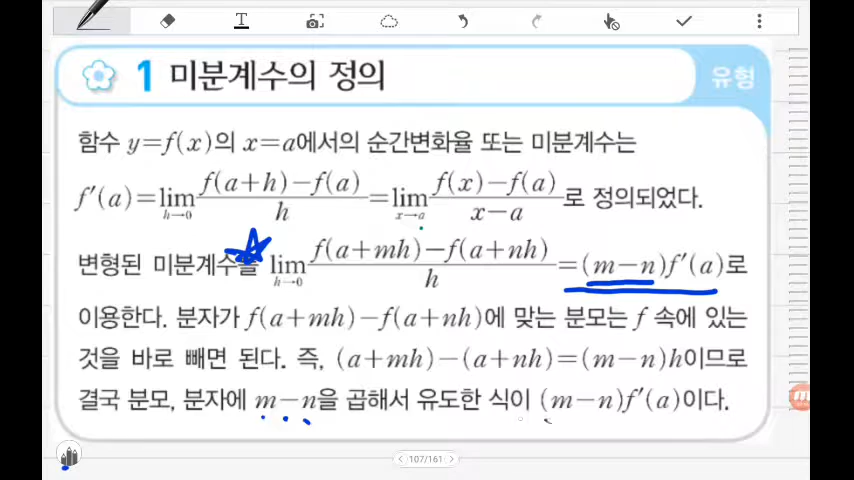 T
1 미분계수의 정의
유형
함수 y=f(x)의 x=a에서의 순간변화율 또는 미분계수는
f′(a)=lim_{h→0} \frac{f(a+h)-f(a)}{h}=lim_{x→a} \frac{f(x)-f(a)}{x-a}로 정의되었다.
변형된 미분계수를 lim_{h→0} \frac{f(a+mh)-f(a+nh)}{h}=(m-n)f′(a)로
이용한다. 분자가 f(a+mh)-f(a+nh)에 맞는 분모는 f 속에 있는
것을 바로 빼면 된다. 즉, (a+mh)-(a+nh)=(m-n)h이므로
결국 분모, 분자에 m-n을 곱해서 유도한 식이 (m-n)f′(a)이다.
107/161